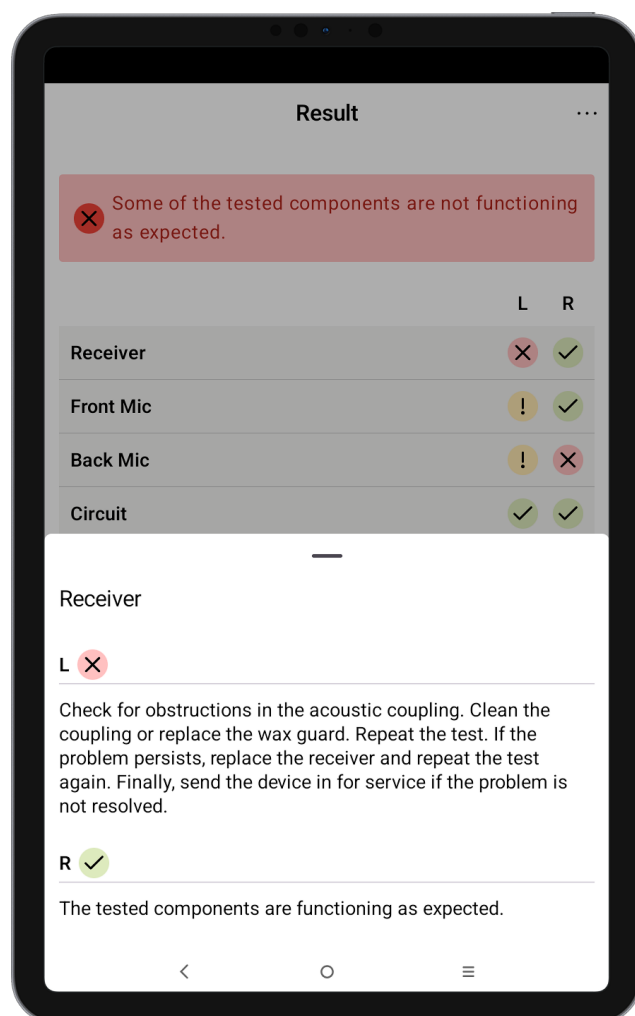 Result
Some of the tested components are not functioning
as expected.
L R
Receiver
Front Mic
Back Mic
Circuit
Receiver
L
Check for obstructions in the acoustic coupling. Clean the
coupling or replace the wax guard. Repeat the test. If the
problem persists, replace the receiver and repeat the test
again. Finally, send the device in for service if the problem is
not resolved.
R
The tested components are functioning as expected.